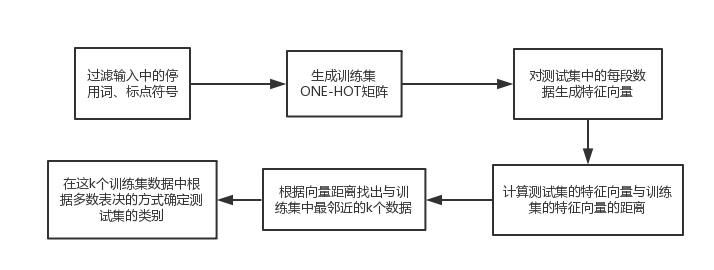 过滤输入中的停
用词、标点符号
生成训练集
ONE-HOT矩阵
对测试集中的每段数
据生成特征向量
计算测试集的特征向量与训练
集的特征向量的距离
根据向量距离找出与训
练集中最邻近的k个数据
在这k个训练集数据中根
据多数表决的方式确定测
试集的类别